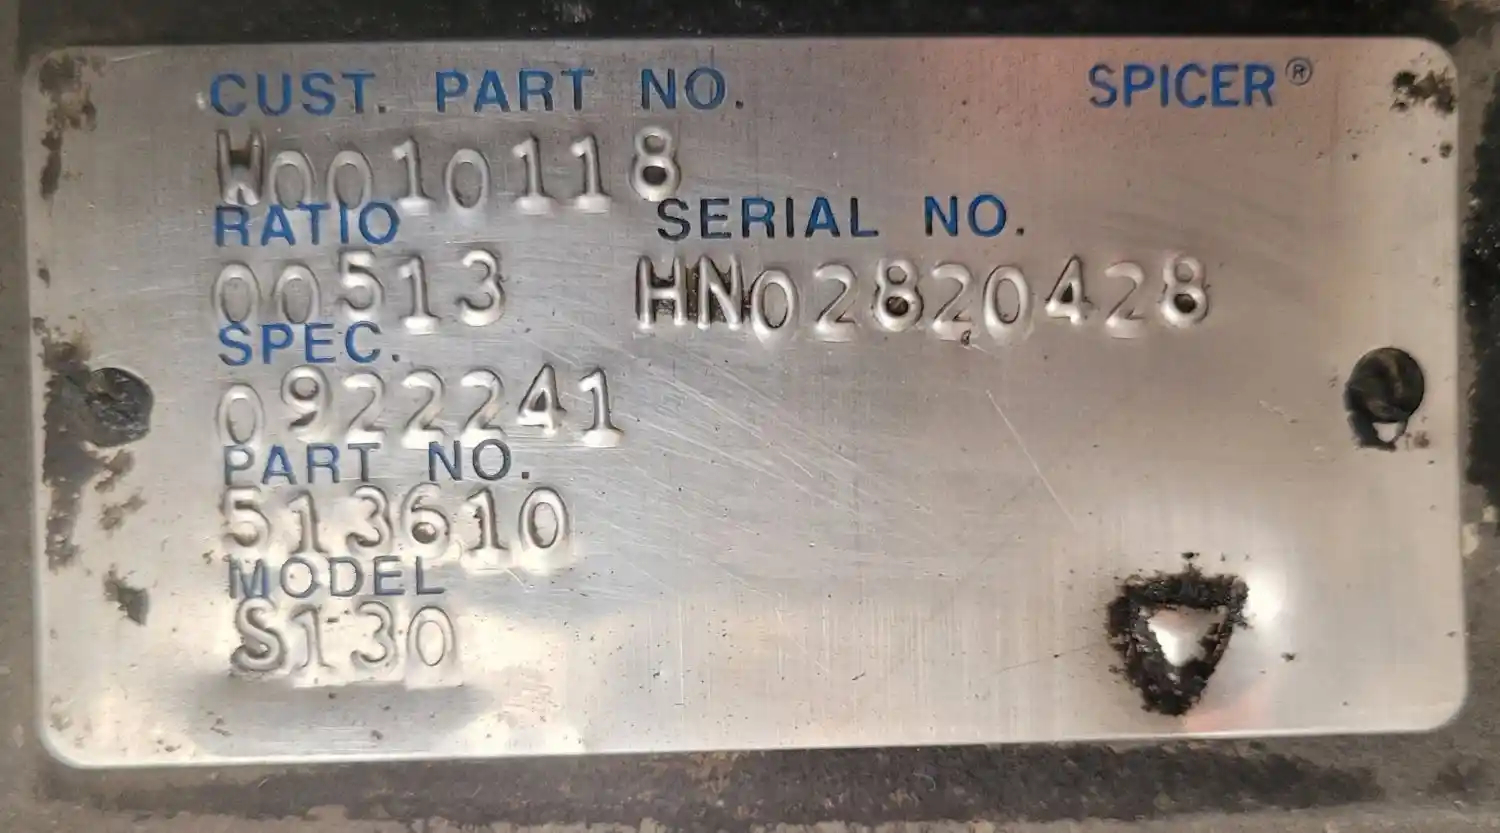 CUST. PART NO. SPICER®
W0010118
RATIO SERIAL NO.
00513 HN02820428
SPEC.
0922241
PART NO.
513610
MODEL
S130